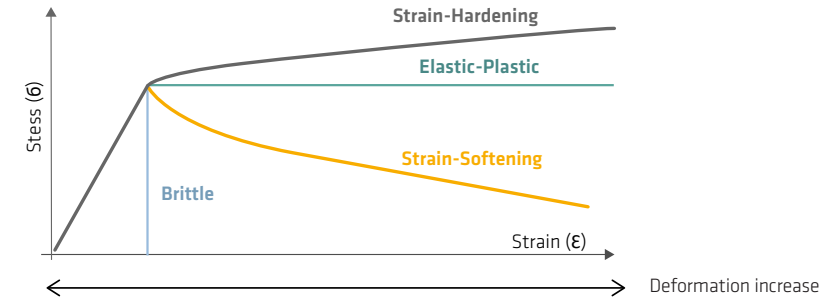 Strain-Hardening
Elastic-Plastic
Stess (б)
Strain-Softening
Brittle
Strain (ε)
Deformation increase